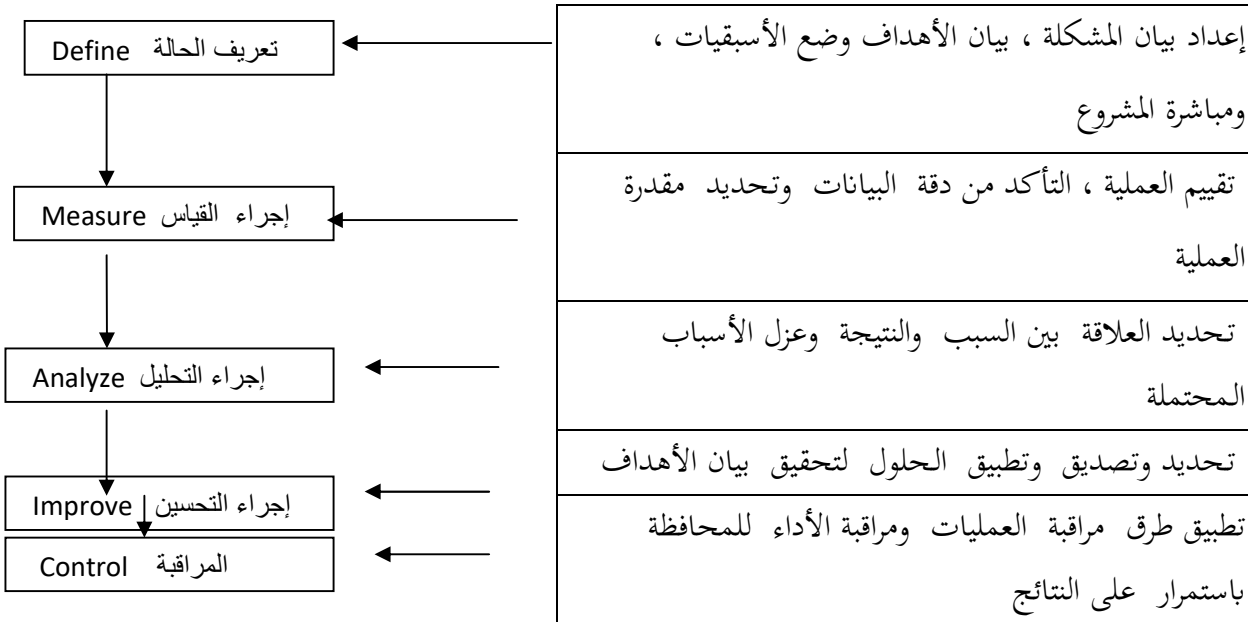 تعريف الحالة Define
إعداد بيان المشكلة ، بيان الأهداف وضع الأسبقيات ،
ومباشرة المشروع
إجراء القياس Measure
تقييم العملية ، التأكد من دقة البيانات وتحديد مقدرة
العملية
إجراء التحليل Analyze
تحديد العلاقة بين السبب والنتيجة وعزل الأسباب
المحتملة
إجراء التحسين Improve
تحديد وتصديق وتطبيق الحلول لتحقيق بيان الأهداف
المراقبة Control
تطبيق طرق مراقبة العمليات ومراقبة الأداء للمحافظة
باستمرار على النتائج